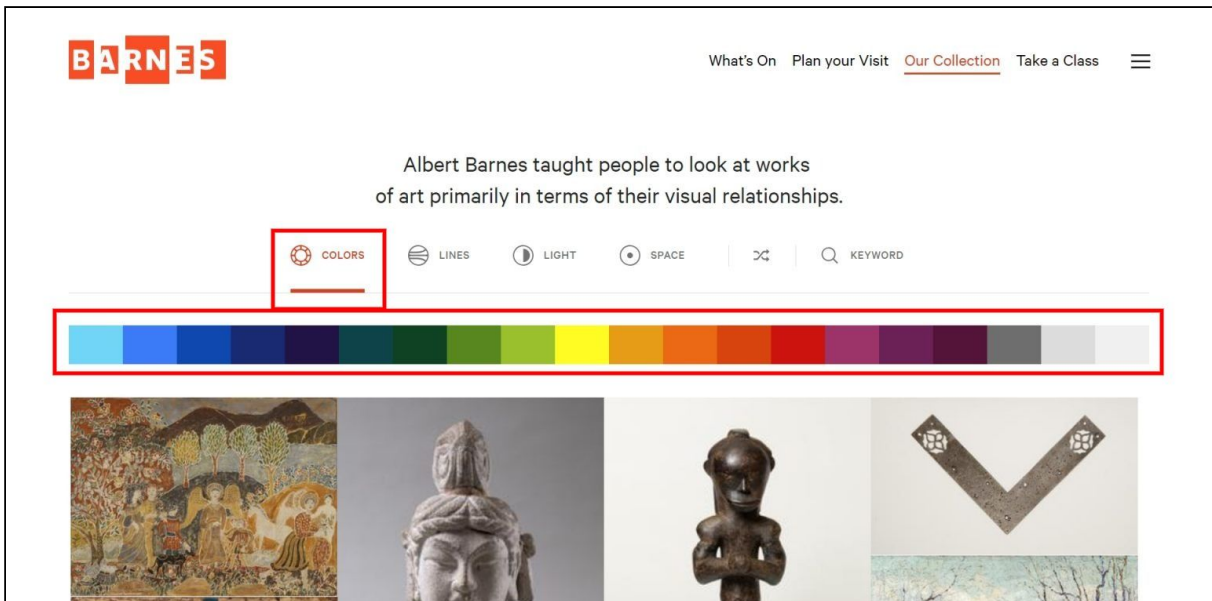 BARNES
What's On Plan your Visit Our Collection Take a Class
Albert Barnes taught people to look at works
of art primarily in terms of their visual relationships.
COLORS LINES LIGHT SPACE KEYWORD